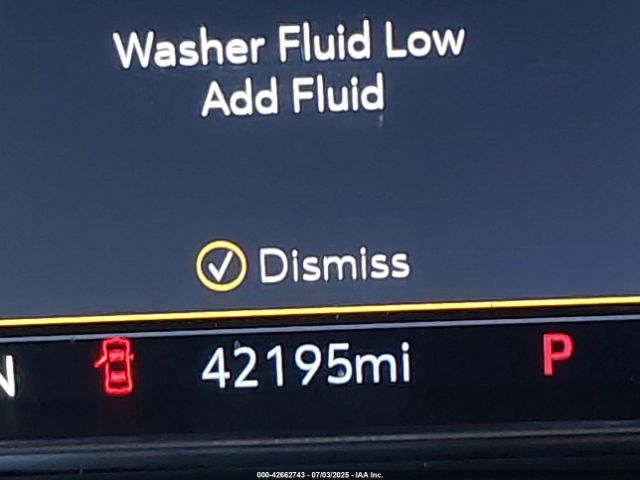 Washer Fluid Low
Add Fluid
Dismiss
N
42195mi
P
000-42662743 - 07/03/2025 - IAA Inc.